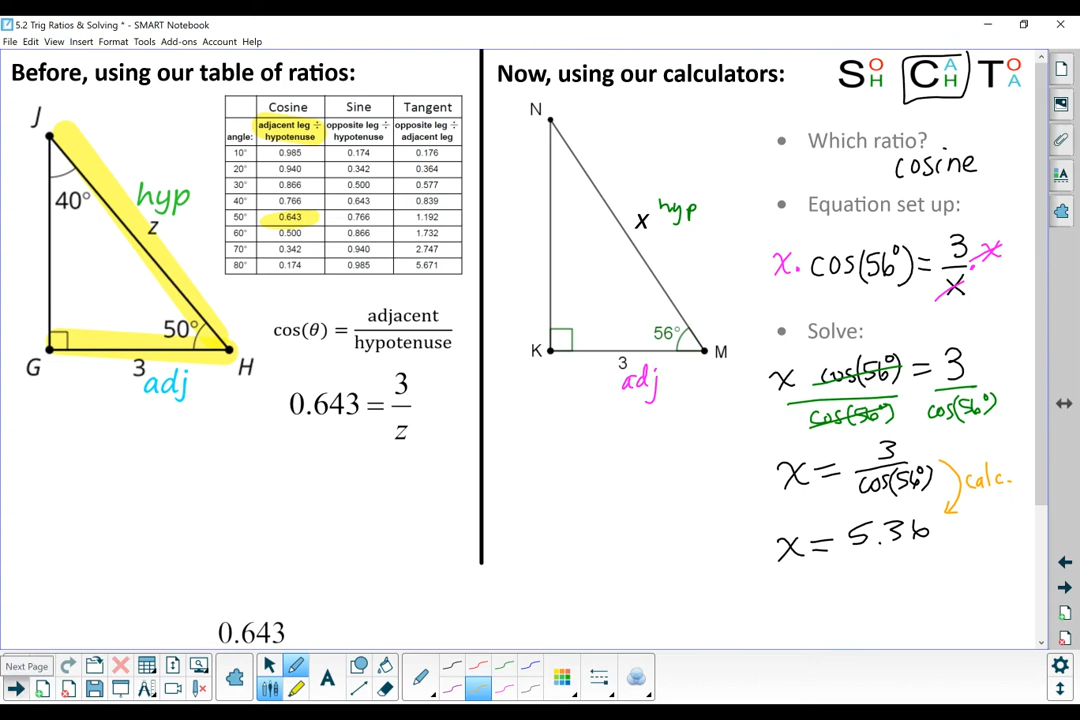 5.2 Trig Ratios & Solving * - SMART Notebook
File Edit View Insert Format Tools Add-ons Account Help
Before, using our table of ratios:
J
40°
hyp
z
50°
G
3
H
adj
Cosine Sine Tangent
angle: adjacent leg ÷ hypotenuse opposite leg ÷ hypotenuse opposite leg ÷ adjacent leg
10° 0.985 0.174 0.176
20° 0.940 0.342 0.364
30° 0.866 0.500 0.577
40° 0.766 0.643 0.839
50° 0.643 0.766 1.192
60° 0.500 0.866 1.732
70° 0.342 0.940 2.747
80° 0.174 0.985 5.671
cos(θ) = adjacent / hypotenuse
0.643 = 3 / z
0.643
Now, using our calculators:
S O H C A H T O A
N
x hyp
56°
K
3
M
adj
• Which ratio?
cosine
• Equation set up:
x · cos(56°) = 3 / x · x
• Solve:
x cos(56°) / cos(56°) = 3 / cos(56°)
x = 3 / cos(56°)
calc.
x = 5.36
Next Page
A